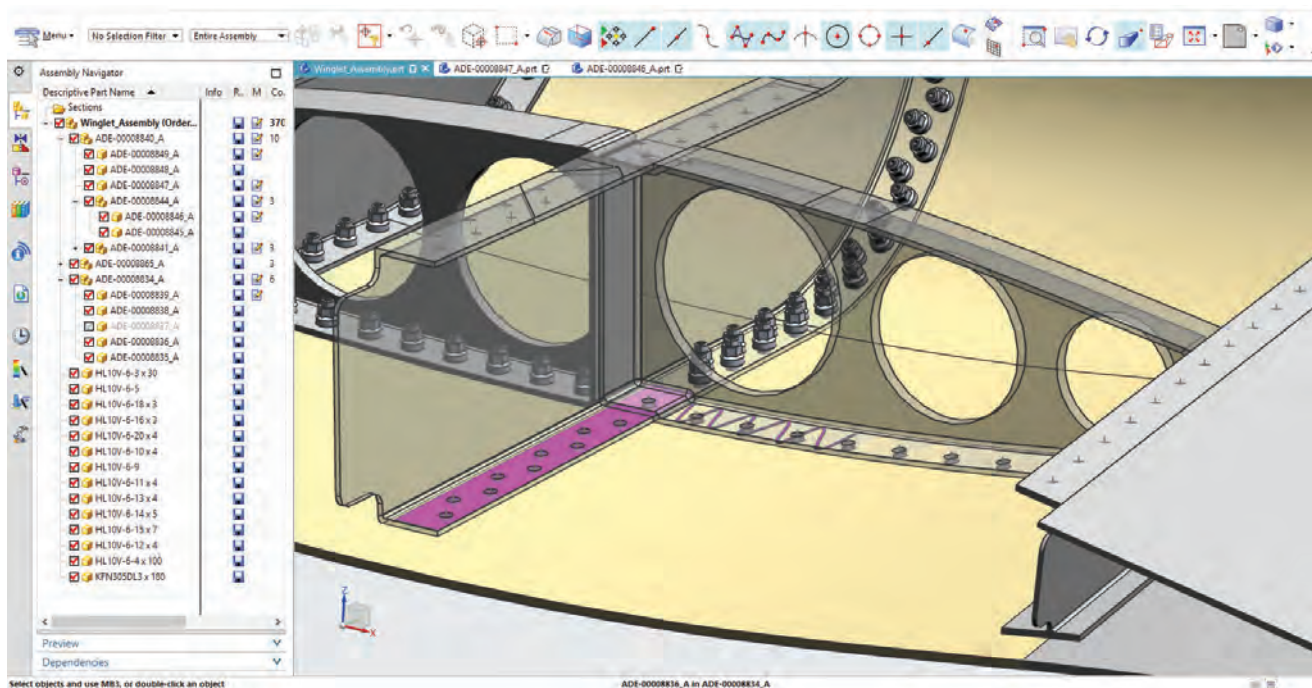 Menu
No Selection Filter
Entire Assembly
Assembly Navigator
Winglet_Assembly.prt
ADE-00008847_A.prt
ADE-00008846_A.prt
Descriptive Part Name Info R.. M Co.
Sections
Winglet_Assembly (Order... 370
ADE-00008840_A 10
ADE-00008849_A
ADE-00008848_A
ADE-00008847_A
ADE-00008844_A 3
ADE-00008846_A
ADE-00008845_A
ADE-00008841_A 3
ADE-00008865_A 3
ADE-00008834_A 6
ADE-00008839_A
ADE-00008838_A
ADE-00008837_A
ADE-00008836_A
ADE-00008835_A
HL10V-6-3 x 30
HL10V-6-5
HL10V-6-18 x 3
HL10V-6-16 x 3
HL10V-6-20 x 4
HL10V-6-10 x 4
HL10V-6-9
HL10V-6-11 x 4
HL10V-6-13 x 4
HL10V-6-14 x 5
HL10V-6-15 x 7
HL10V-6-12 x 4
HL10V-6-4 x 100
KFN305DL3 x 180
Z
X
Preview
Dependencies
Select objects and use MB3, or double-click an object
ADE-00008836_A in ADE-00008834_A